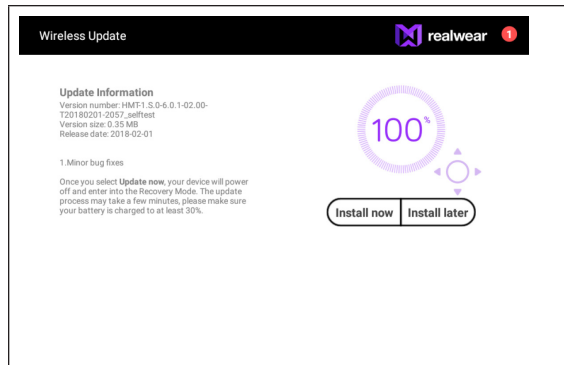 Wireless Update
realwear
1
Update Information
Version number: HMT-1.S.0-6.0.1-02.00-
T20180201-2057_selftest
Version size: 0.35 MB
Release date: 2018-02-01
1.Minor bug fixes
Once you select Update now, your device will power
off and enter into the Recovery Mode. The update
process may take a few minutes, please make sure
your battery is charged to at least 30%.
100%
Install now
Install later